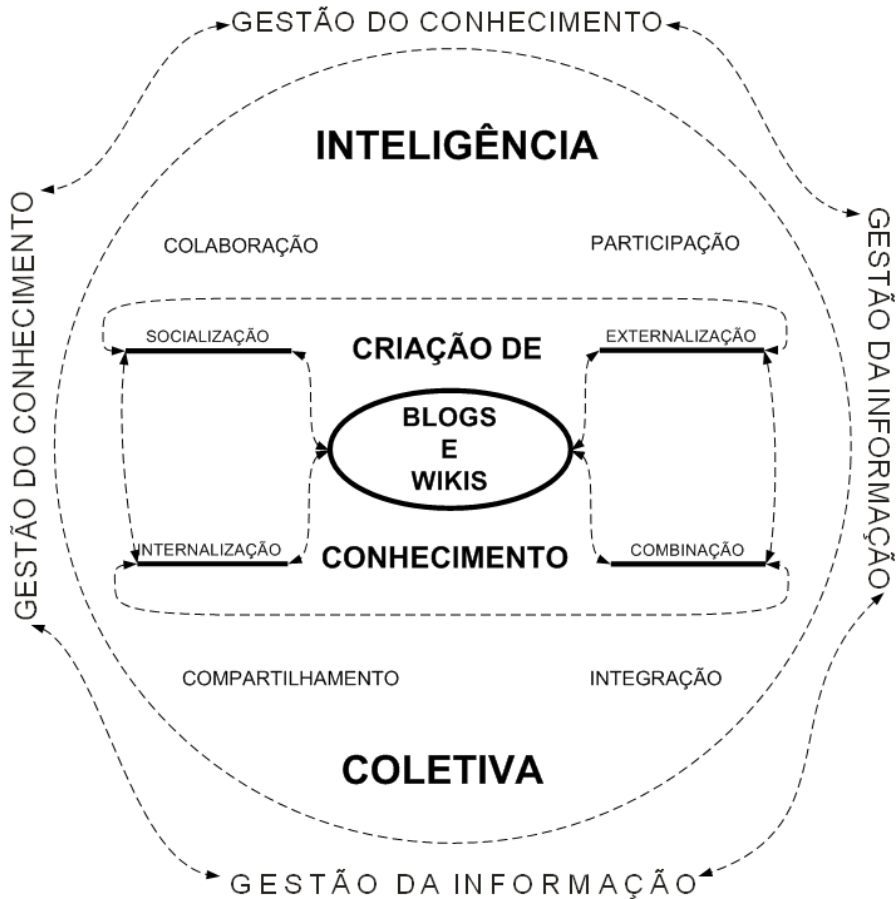 GESTÃO DO CONHECIMENTO
INTELIGÊNCIA
GESTÃO DO CONHECIMENTO
GESTÃO DA INFORMAÇÃO
COLABORAÇÃO
PARTICIPAÇÃO
SOCIALIZAÇÃO
CRIAÇÃO DE
EXTERNALIZAÇÃO
BLOGS
E
WIKIS
INTERNALIZAÇÃO
CONHECIMENTO
COMBINAÇÃO
COMPARTILHAMENTO
INTEGRAÇÃO
COLETIVA
GESTÃO DA INFORMAÇÃO